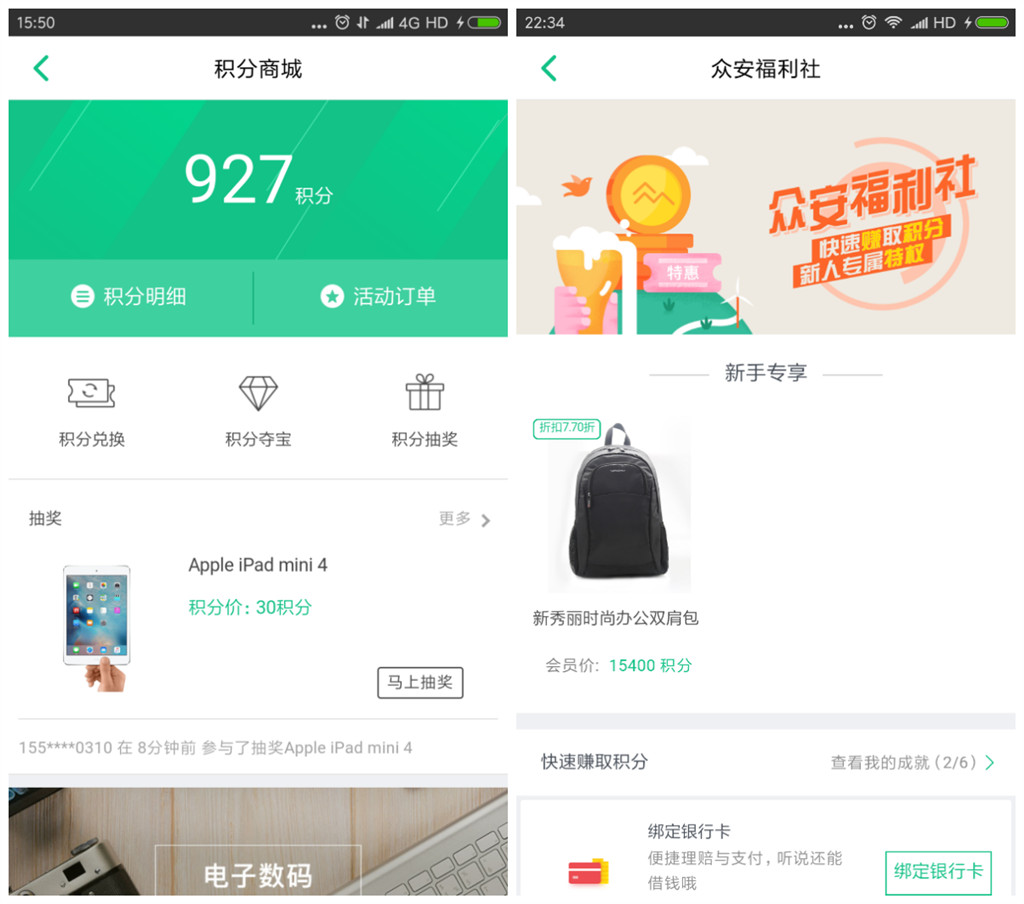 15:50
... 4G HD
积分商城
927 积分
积分明细
活动订单
积分兑换
积分夺宝
积分抽奖
抽奖
更多
Apple iPad mini 4
积分价: 30积分
马上抽奖
155****0310 在 8分钟前 参与了抽奖Apple iPad mini 4
电子数码
22:34
... HD
众安福利社
众安福利社
快速赚取积分
新人专属特权
特惠
新手专享
折扣7.70折
新秀丽时尚办公双肩包
会员价: 15400 积分
快速赚取积分
查看我的成就 (2/6)
绑定银行卡
便捷理赔与支付，听说还能
借钱哦
绑定银行卡